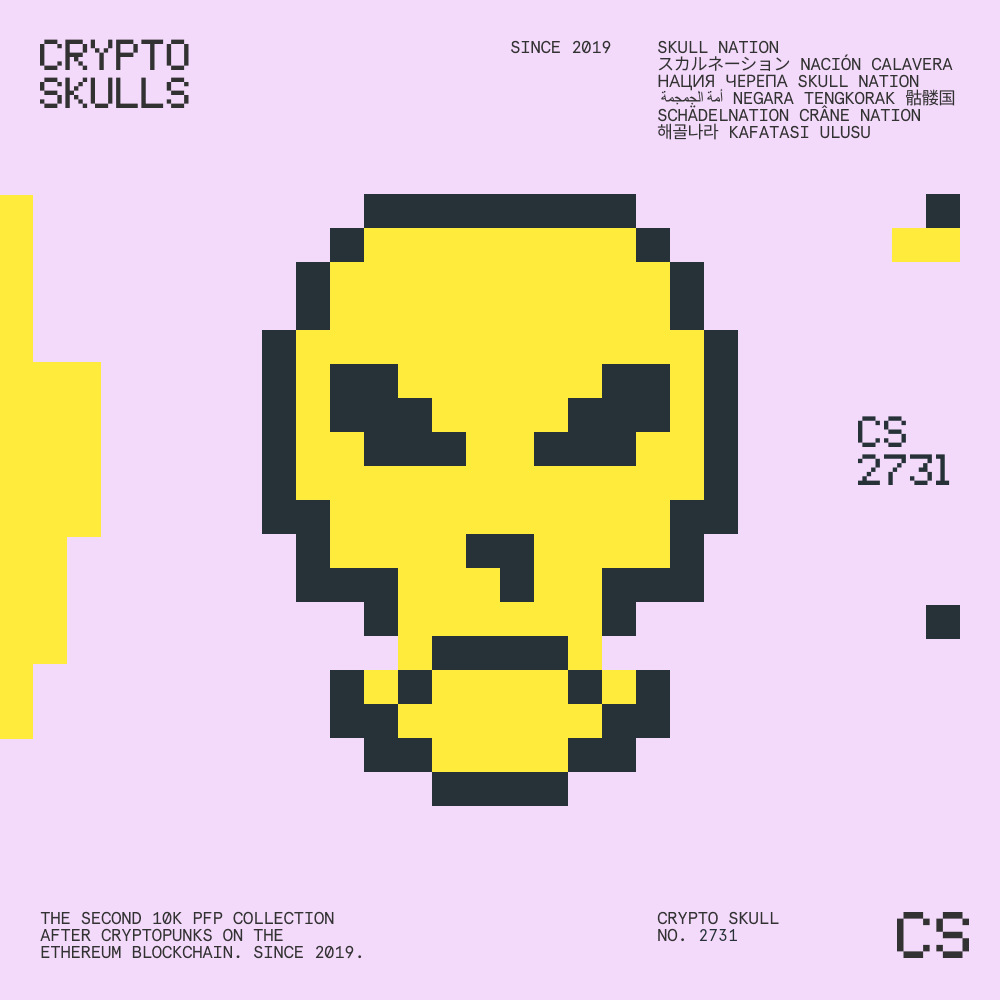 CRYPTO
SKULLS
SINCE 2019
SKULL NATION
スカルネーション NACIÓN CALAVERA
НАЦИЯ ЧЕРЕПА SKULL NATION
أمة الجمجمة NEGARA TENGKORAK 骷髅国
SCHÄDELNATION CRÂNE NATION
해골나라 KAFATASI ULUSU
CS
2731
THE SECOND 10K PFP COLLECTION
AFTER CRYPTOPUNKS ON THE
ETHEREUM BLOCKCHAIN. SINCE 2019.
CRYPTO SKULL
NO. 2731
CS